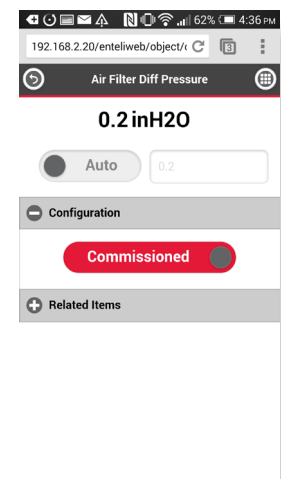 62% 4:36 PM
192.168.2.20/enteliweb/object/ 3
Air Filter Diff Pressure
0.2 inH2O
Auto 0.2
Configuration
Commissioned
Related Items